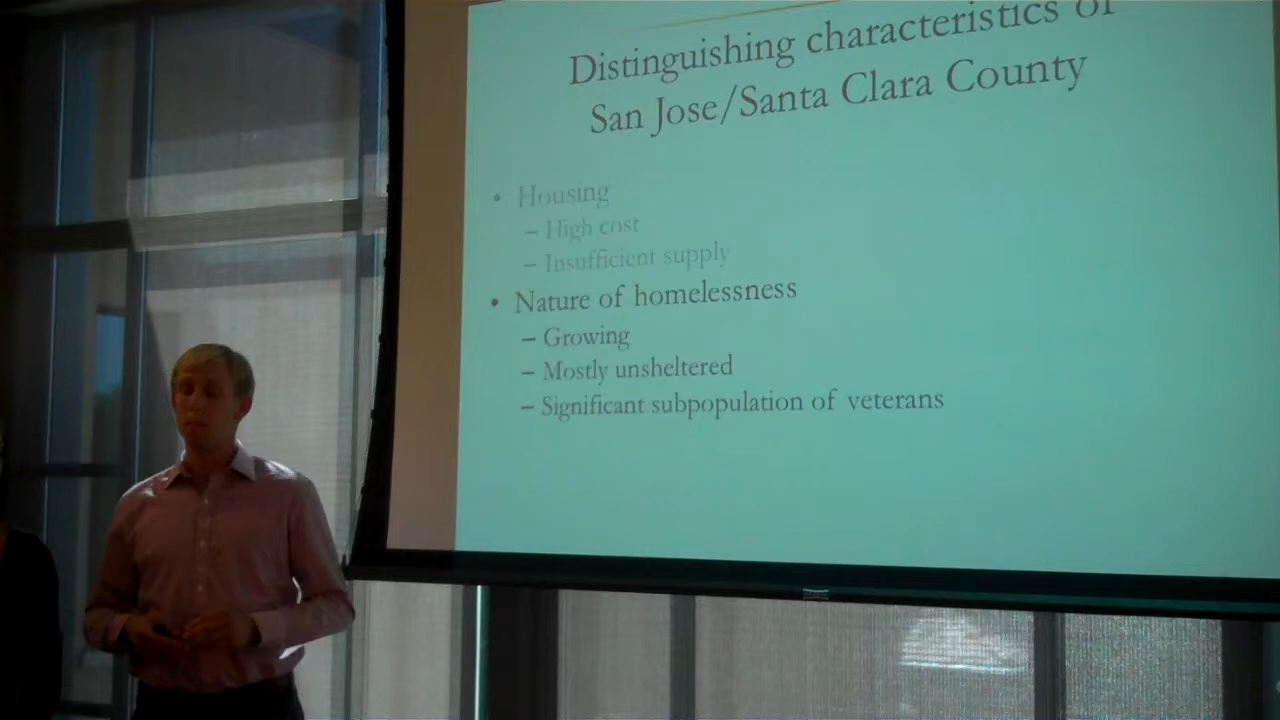 Distinguishing characteristics of
San Jose/Santa Clara County
• Housing
– High cost
– Insufficient supply
• Nature of homelessness
– Growing
– Mostly unsheltered
– Significant subpopulation of veterans